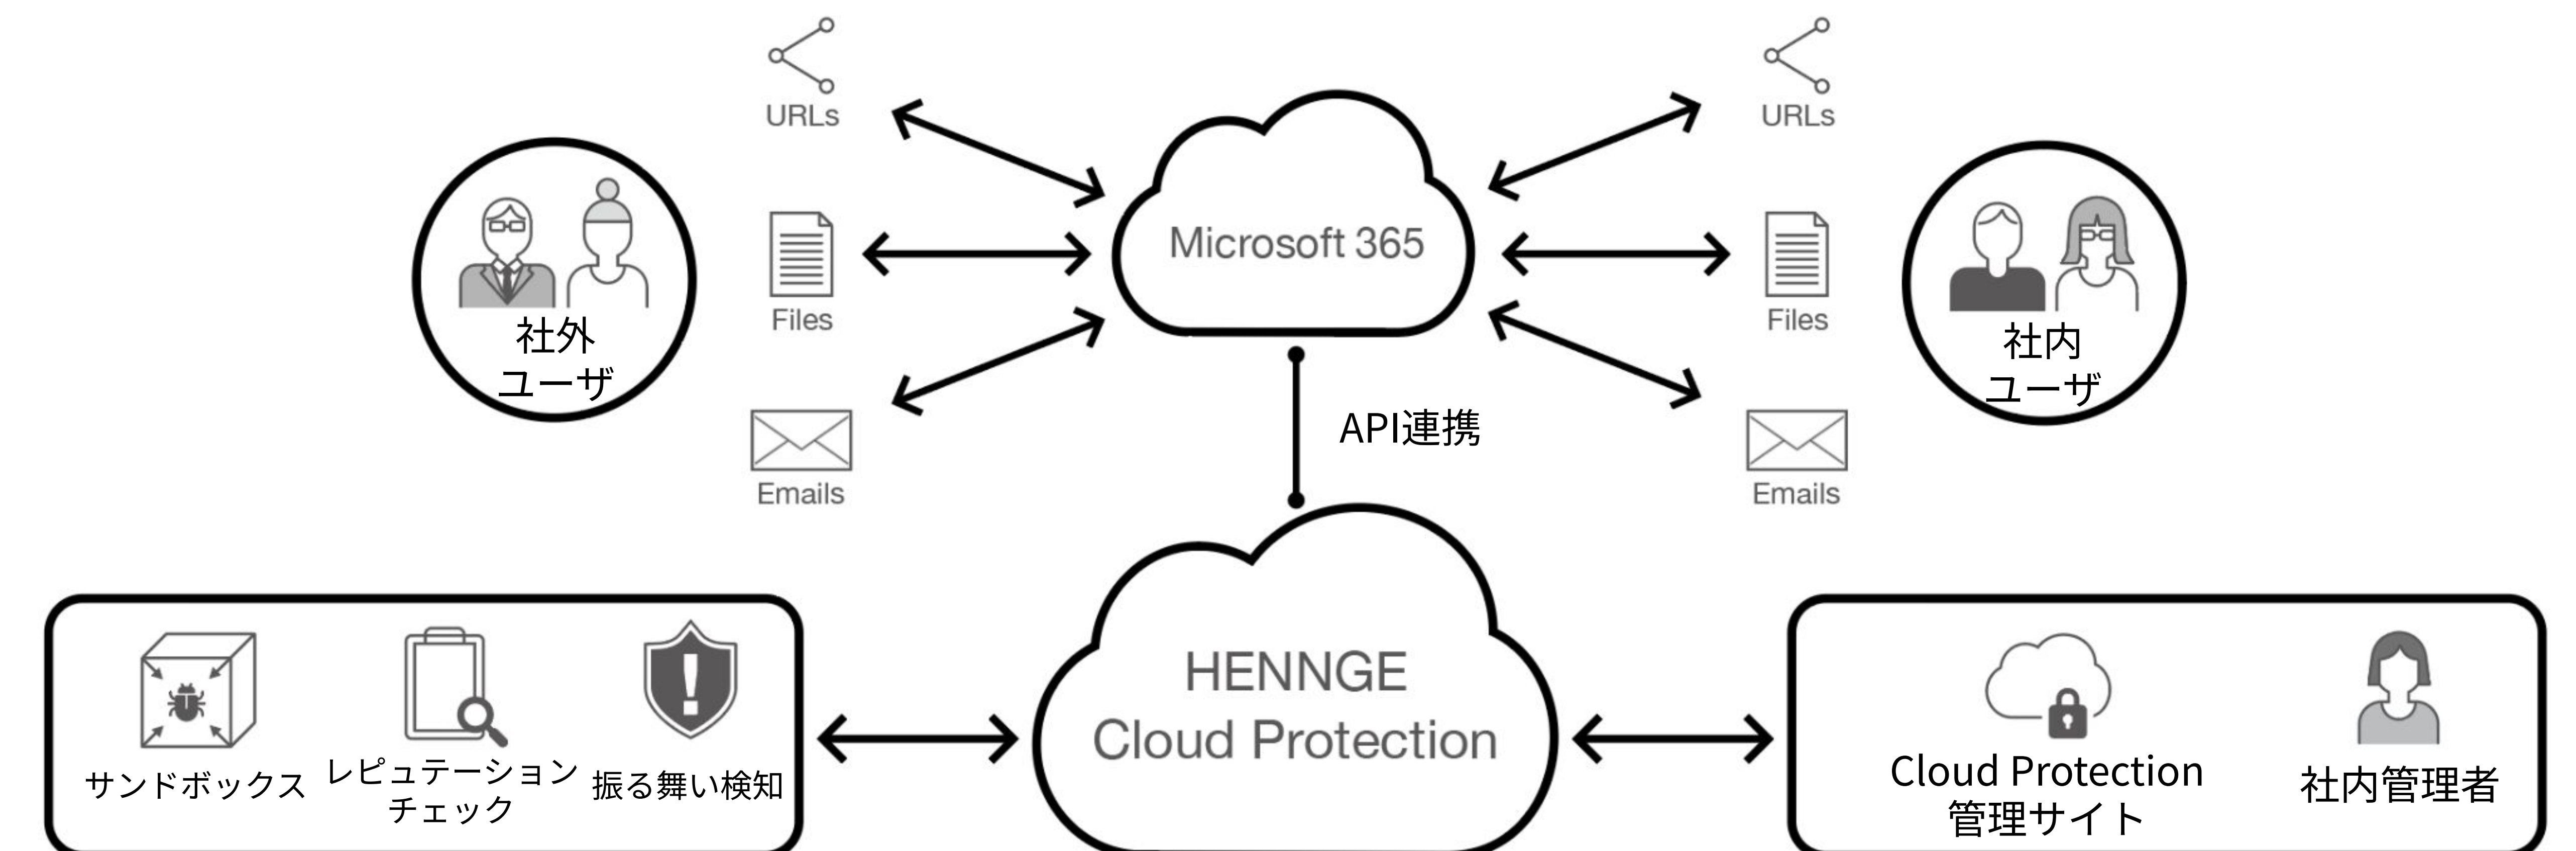 URLs
URLs
Microsoft 365
Files
Files
社外
ユーザ
社内
ユーザ
API連携
Emails
Emails
HENNGE
Cloud Protection
サンドボックス
レピュテーション
チェック
振る舞い検知
Cloud Protection
管理サイト
社内管理者